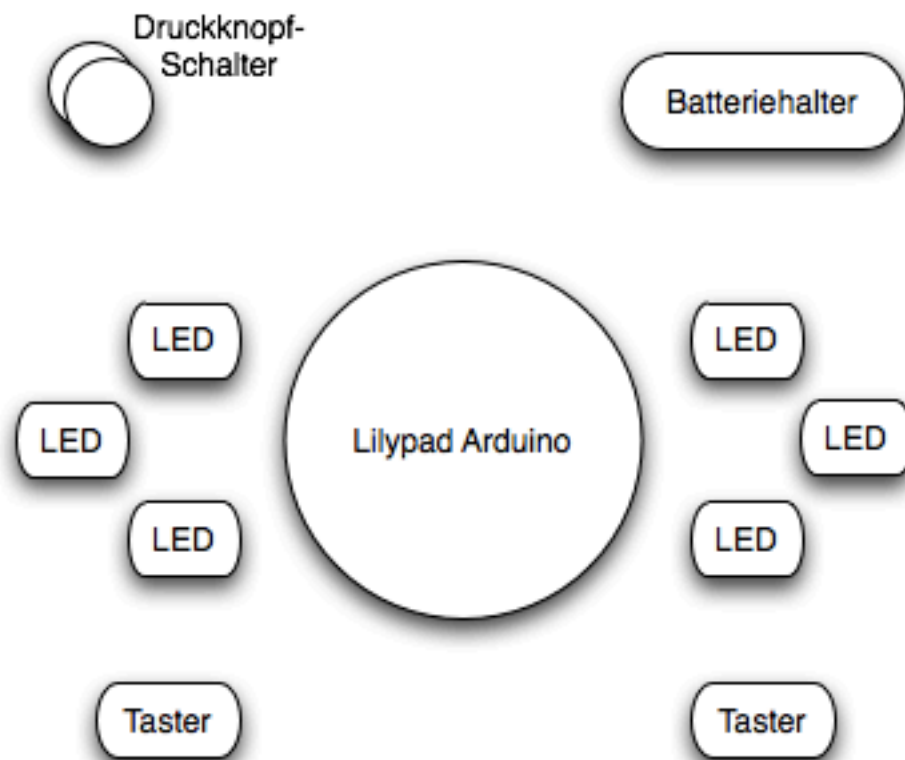 Druckknopf-
Schalter
Batteriehalter
LED
LED
LED
LED
Lilypad Arduino
LED
LED
Taster
Taster